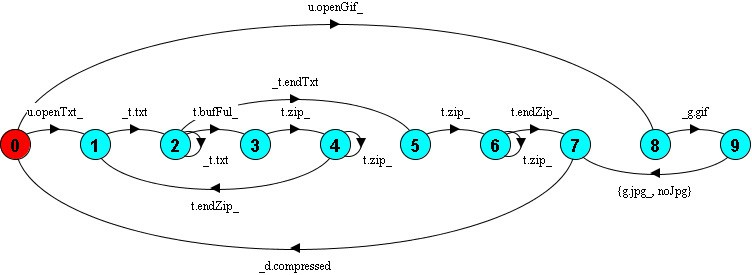 u.openGif_
_t.endTxt
u.openTxt_
_t.txt
t.bufFul_
t.zip_
t.zip_
t.endZip_
_g.gif
0
1
2
3
4
5
6
7
8
9
_t.txt
t.zip_
t.zip_
{g.jpg_, noJpg}
t.endZip_
_d.compressed